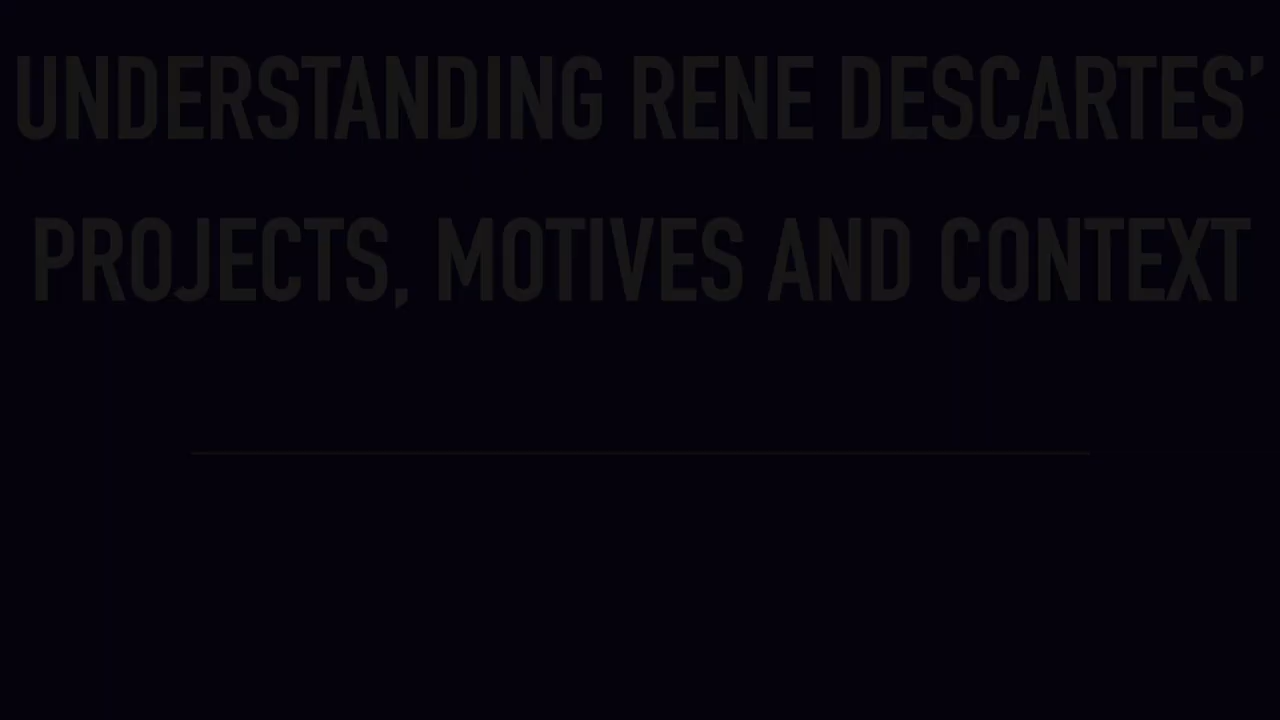 UNDERSTANDING RENE DESCARTES’
PROJECTS, MOTIVES AND CONTEXT